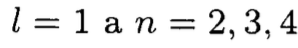 l = 1 a n = 2, 3, 4